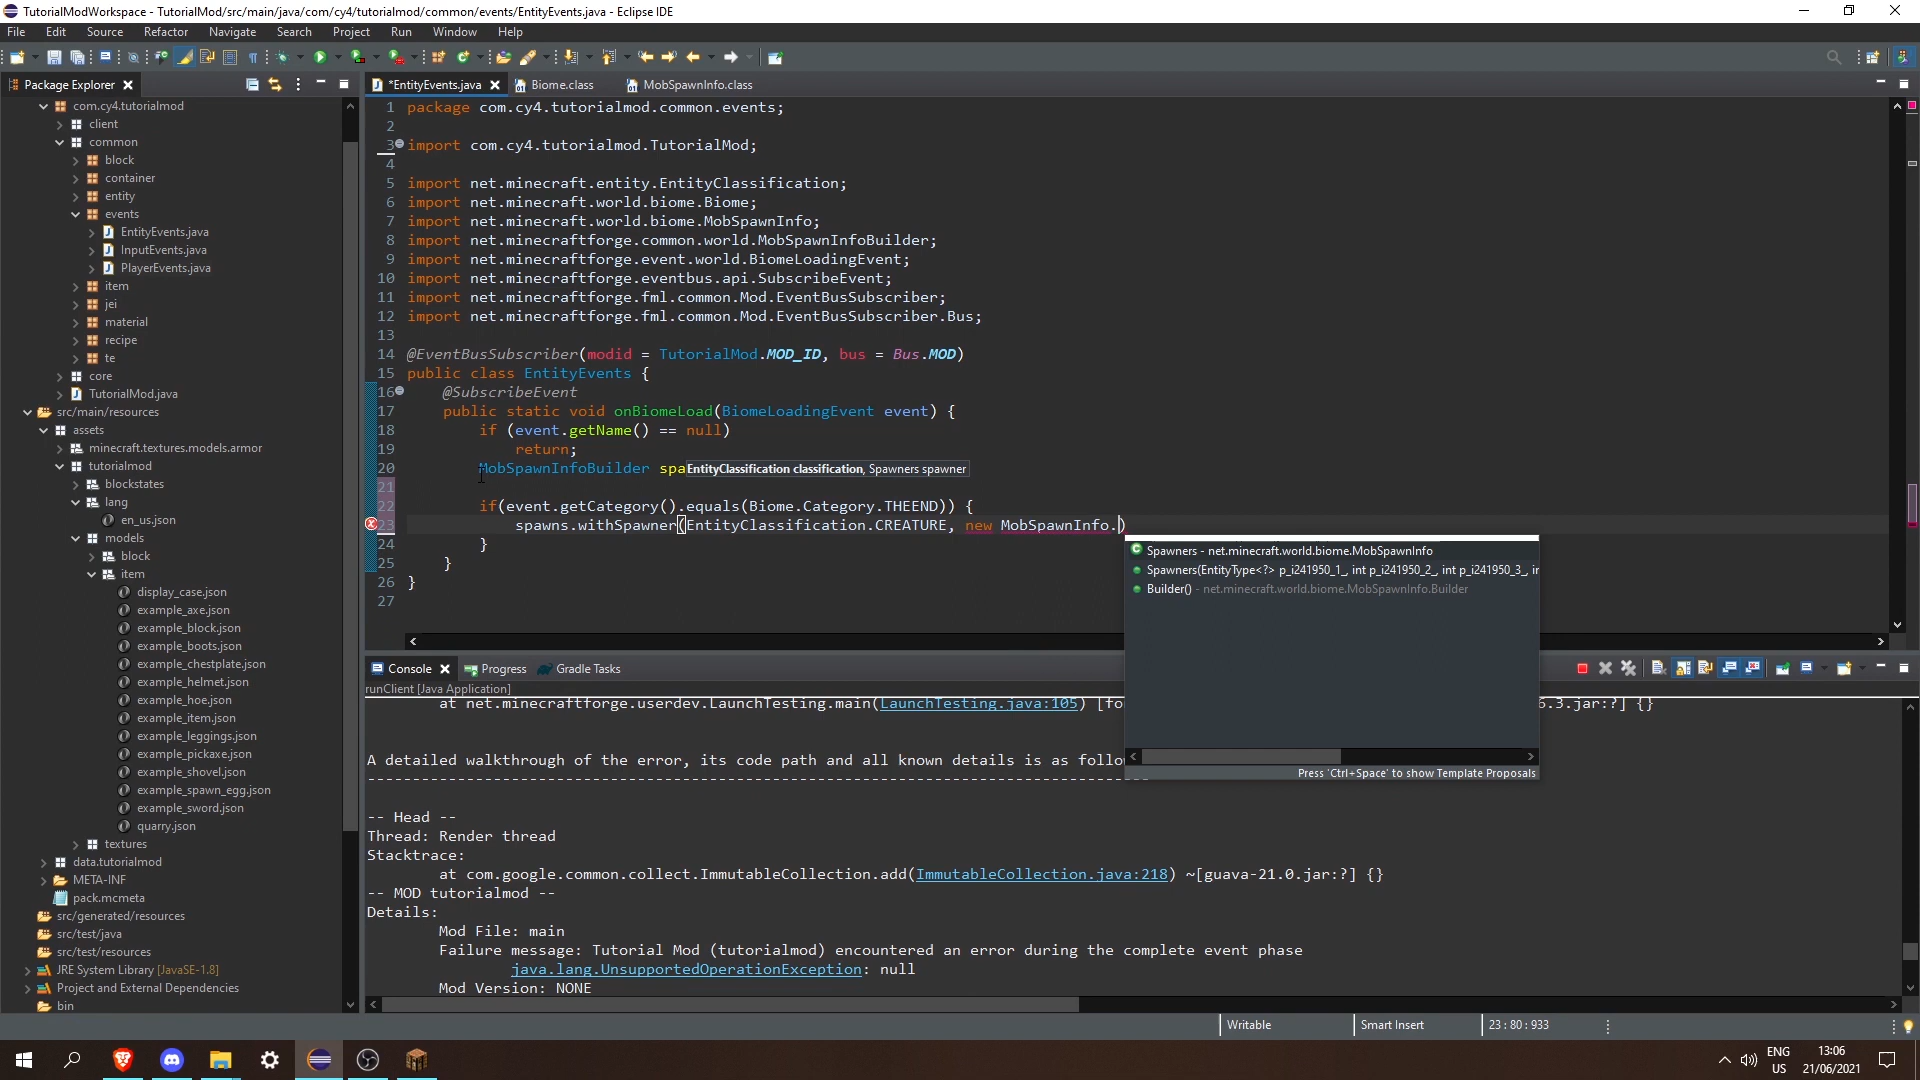 TutorialModWorkspace - TutorialMod/src/main/java/com/cy4/tutorialmod/common/events/EntityEvents.java - Eclipse IDE
File Edit Source Refactor Navigate Search Project Run Window Help
Package Explorer
*EntityEvents.java Biome.class MobSpawnInfo.class
com.cy4.tutorialmod
client
common
block
container
entity
events
EntityEvents.java
InputEvents.java
PlayerEvents.java
item
jei
material
recipe
te
core
TutorialMod.java
src/main/resources
assets
minecraft.textures.models.armor
tutorialmod
blockstates
lang
en_us.json
models
block
item
display_case.json
example_axe.json
example_block.json
example_boots.json
example_chestplate.json
example_helmet.json
example_hoe.json
example_item.json
example_leggings.json
example_pickaxe.json
example_shovel.json
example_spawn_egg.json
example_sword.json
quarry.json
textures
data.tutorialmod
META-INF
pack.mcmeta
src/generated/resources
src/test/java
src/test/resources
JRE System Library [JavaSE-1.8]
Project and External Dependencies
bin
1 package com.cy4.tutorialmod.common.events;
2
3 import com.cy4.tutorialmod.TutorialMod;
4
5 import net.minecraft.entity.EntityClassification;
6 import net.minecraft.world.biome.Biome;
7 import net.minecraft.world.biome.MobSpawnInfo;
8 import net.minecraftforge.common.world.MobSpawnInfoBuilder;
9 import net.minecraftforge.event.world.BiomeLoadingEvent;
10 import net.minecraftforge.eventbus.api.SubscribeEvent;
11 import net.minecraftforge.fml.common.Mod.EventBusSubscriber;
12 import net.minecraftforge.fml.common.Mod.EventBusSubscriber.Bus;
13
14 @EventBusSubscriber(modid = TutorialMod.MOD_ID, bus = Bus.MOD)
15 public class EntityEvents {
16 @SubscribeEvent
17 public static void onBiomeLoad(BiomeLoadingEvent event) {
18 if (event.getName() == null)
19 return;
20 MobSpawnInfoBuilder spa
EntityClassification classification, Spawners spawner
21
22 if(event.getCategory().equals(Biome.Category.THEEND)) {
23 spawns.withSpawner(EntityClassification.CREATURE, new MobSpawnInfo.)
24 }
25 }
26 }
27
Spawners - net.minecraft.world.biome.MobSpawnInfo
Spawners(EntityType<?> p_i241950_1_, int p_i241950_2_, int p_i241950_3_, in
Builder() - net.minecraft.world.biome.MobSpawnInfo.Builder
Press 'Ctrl+Space' to show Template Proposals
Console Progress Gradle Tasks
runClient [Java Application]
at net.minecraftforge.userdev.LaunchTesting.main(LaunchTesting.java:105) [fo 6.3.jar:?] {}
A detailed walkthrough of the error, its code path and all known details is as follo
-- Head --
Thread: Render thread
Stacktrace:
at com.google.common.collect.ImmutableCollection.add(ImmutableCollection.java:218) ~[guava-21.0.jar:?] {}
-- MOD tutorialmod --
Details:
Mod File: main
Failure message: Tutorial Mod (tutorialmod) encountered an error during the complete event phase
java.lang.UnsupportedOperationException: null
Mod Version: NONE
Writable Smart Insert 23 : 80 : 933
ENG
US
13:06
21/06/2021